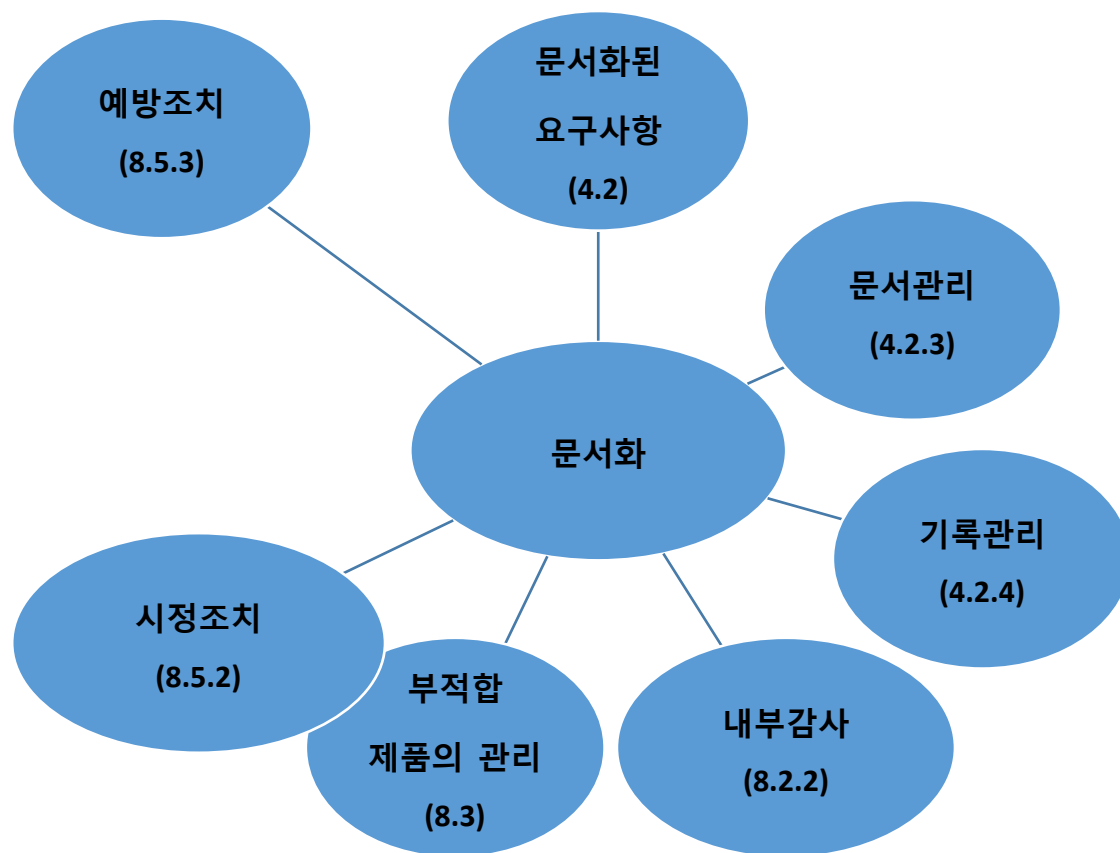 예방조치
(8.5.3)
문서화된
요구사항
(4.2)
문서관리
(4.2.3)
문서화
기록관리
(4.2.4)
시정조치
(8.5.2)
부적합
제품의 관리
(8.3)
내부감사
(8.2.2)